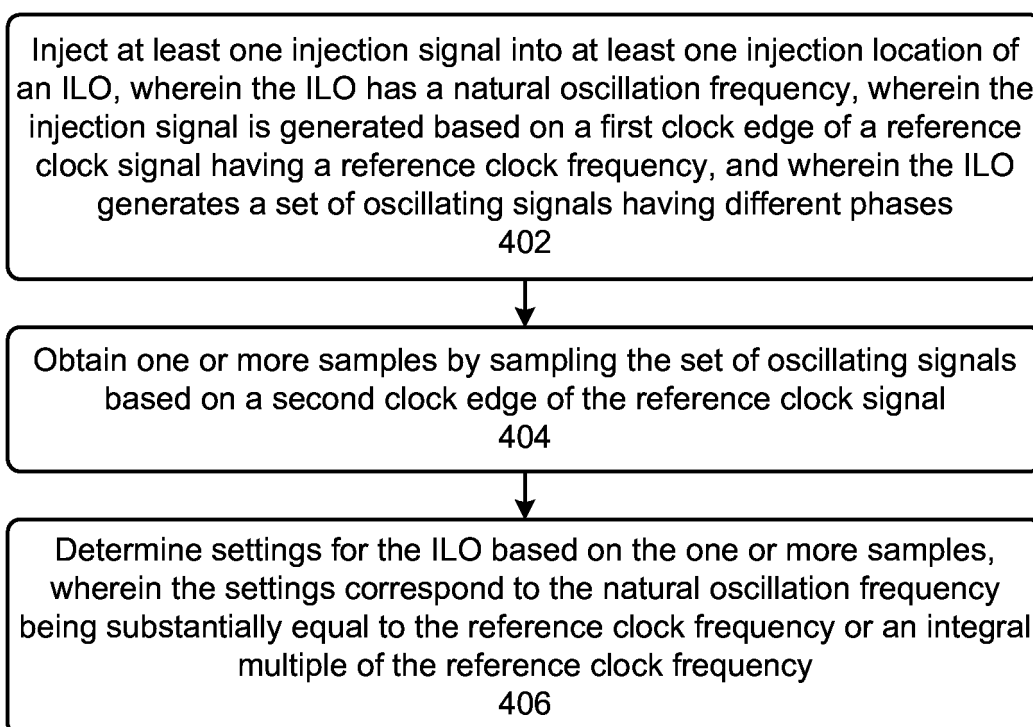 Inject at least one injection signal into at least one injection location of
an ILO, wherein the ILO has a natural oscillation frequency, wherein the
injection signal is generated based on a first clock edge of a reference
clock signal having a reference clock frequency, and wherein the ILO
generates a set of oscillating signals having different phases
402
Obtain one or more samples by sampling the set of oscillating signals
based on a second clock edge of the reference clock signal
404
Determine settings for the ILO based on the one or more samples,
wherein the settings correspond to the natural oscillation frequency
being substantially equal to the reference clock frequency or an integral
multiple of the reference clock frequency
406